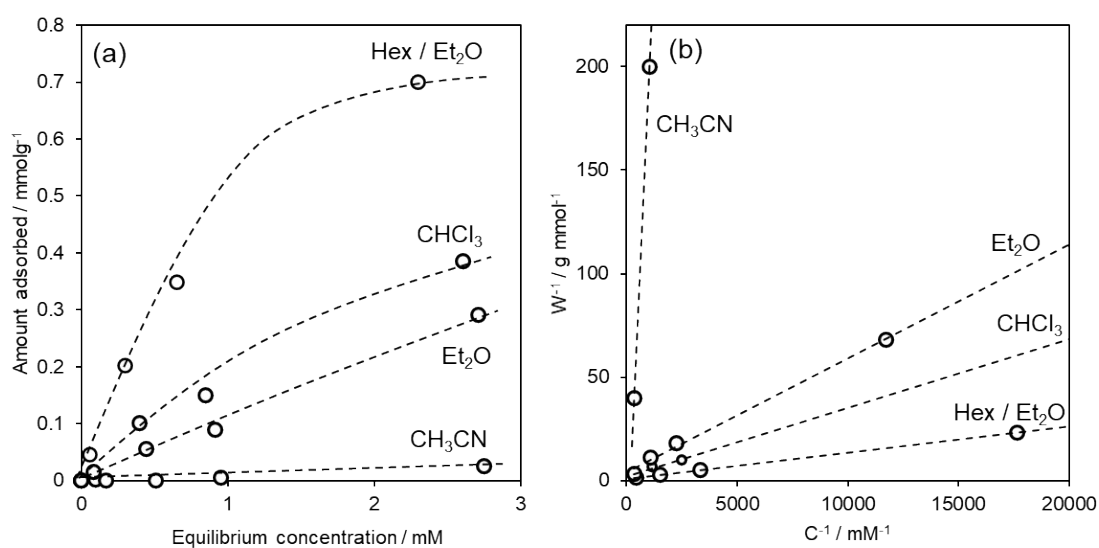 (a)
Hex / Et₂O
CHCl₃
Et₂O
CH₃CN
0.8
0.7
0.6
0.5
0.4
0.3
0.2
0.1
0
0
1
2
3
Amount adsorbed / mmolg⁻¹
Equilibrium concentration / mM
(b)
CH₃CN
Et₂O
CHCl₃
Hex / Et₂O
200
150
100
50
0
0
5000
10000
15000
20000
W⁻¹ / g mmol⁻¹
C⁻¹ / mM⁻¹